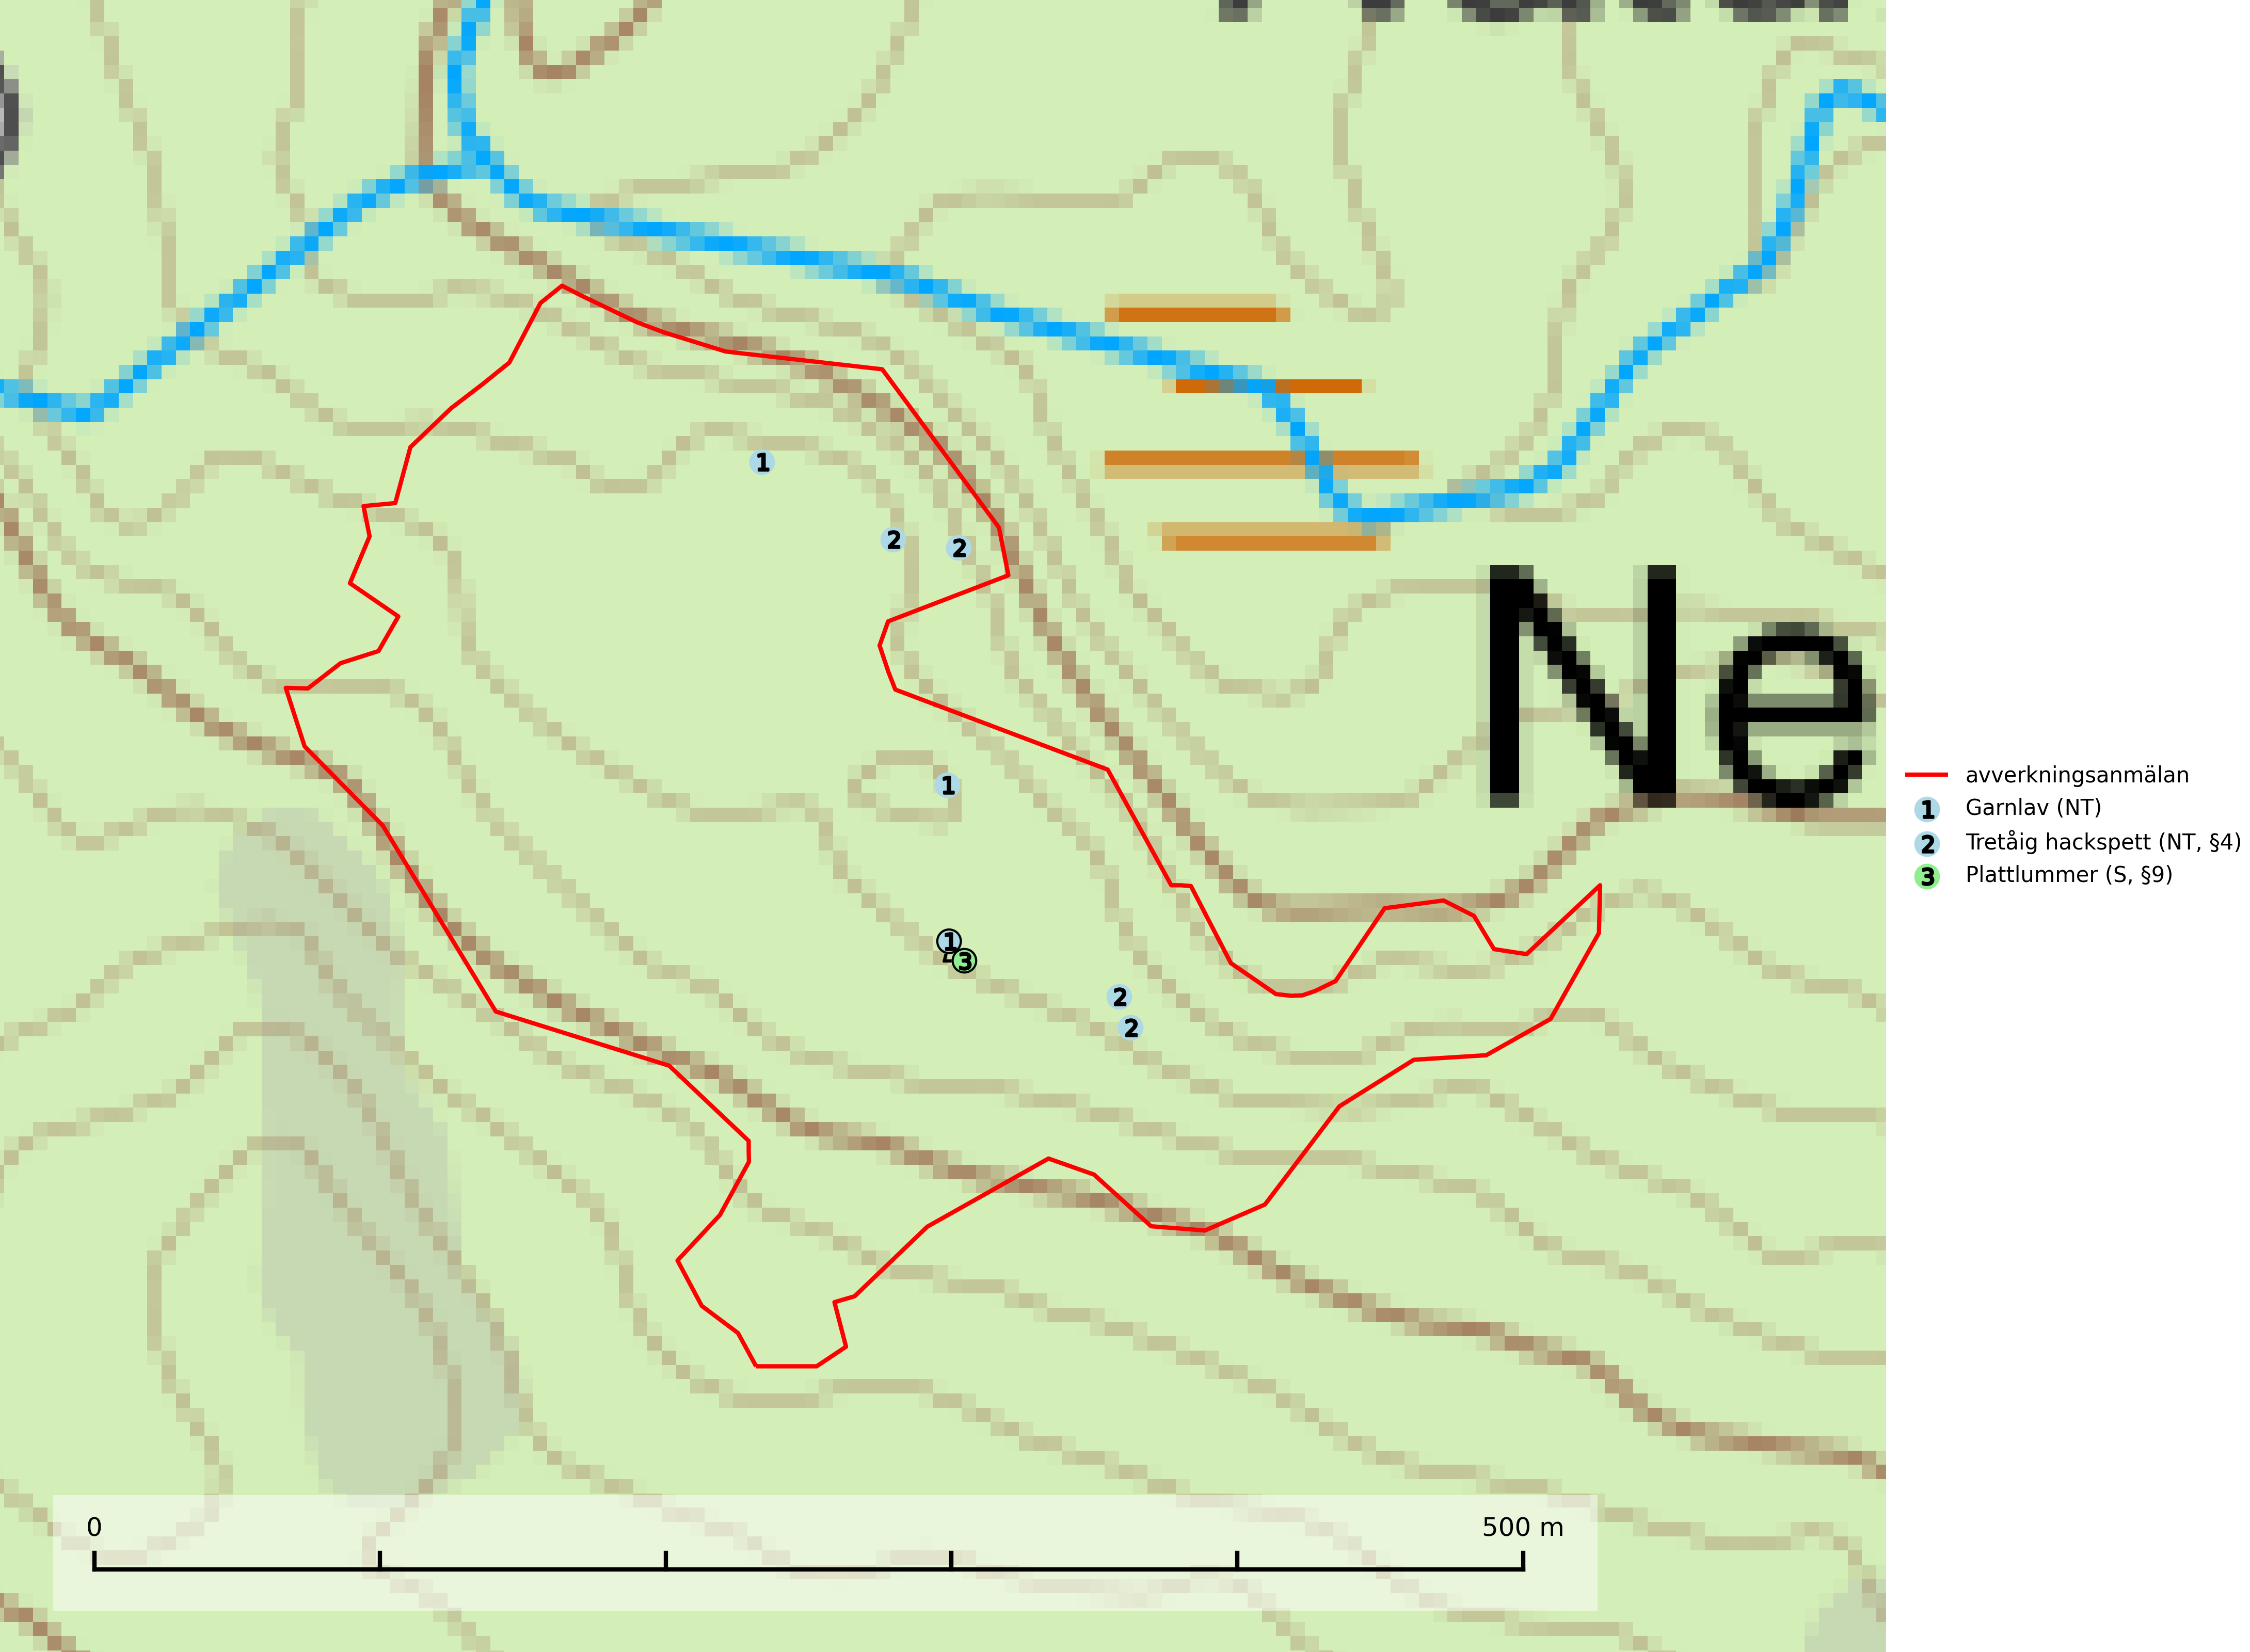 Ne
1
2
2
1
1
3
2
2
avverkningsanmälan
1 Garnlav (NT)
2 Tretåig hackspett (NT, §4)
3 Plattlummer (S, §9)
0 500 m